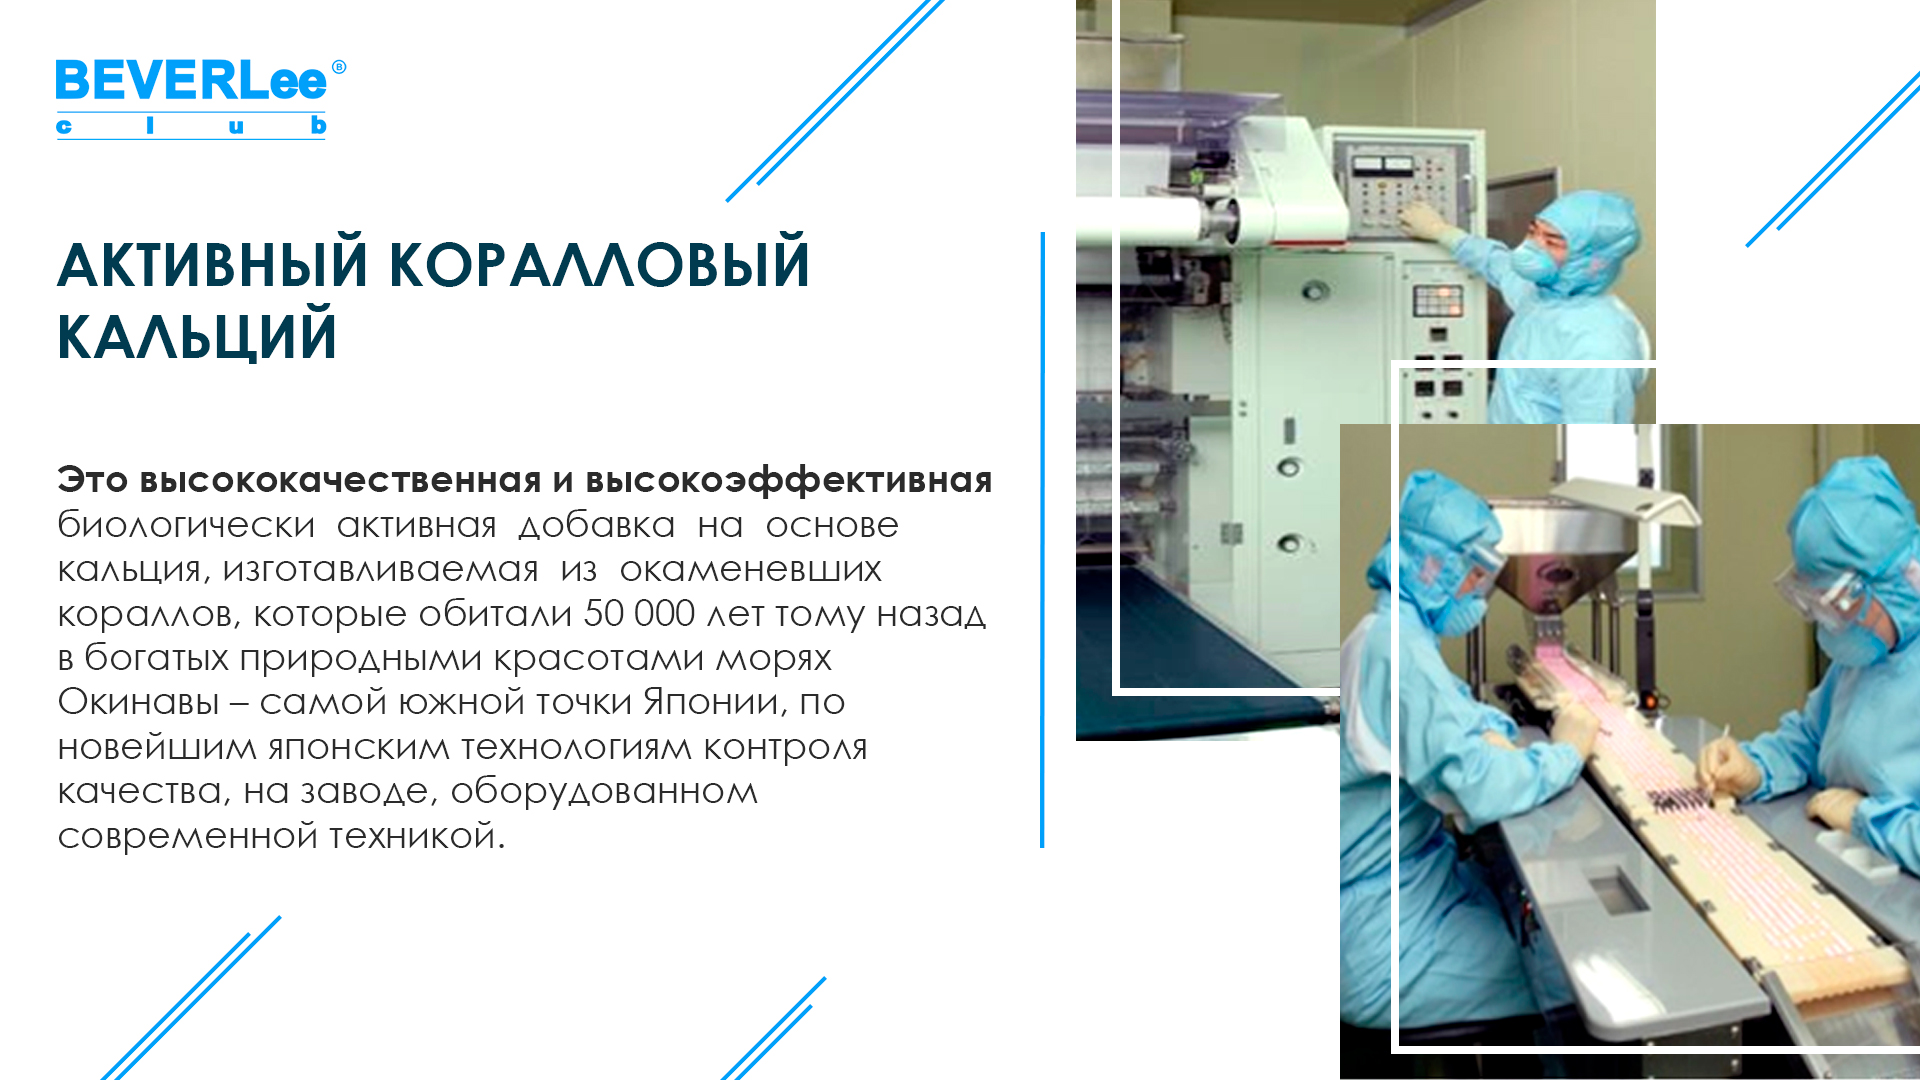 BEVERLee®
club
АКТИВНЫЙ КОРАЛЛОВЫЙ
КАЛЬЦИЙ
Это высококачественная и высокоэффективная
биологически активная добавка на основе
кальция, изготавливаемая из окаменевших
кораллов, которые обитали 50 000 лет тому назад
в богатых природными красотами морях
Окинавы – самой южной точки Японии, по
новейшим японским технологиям контроля
качества, на заводе, оборудованном
современной техникой.